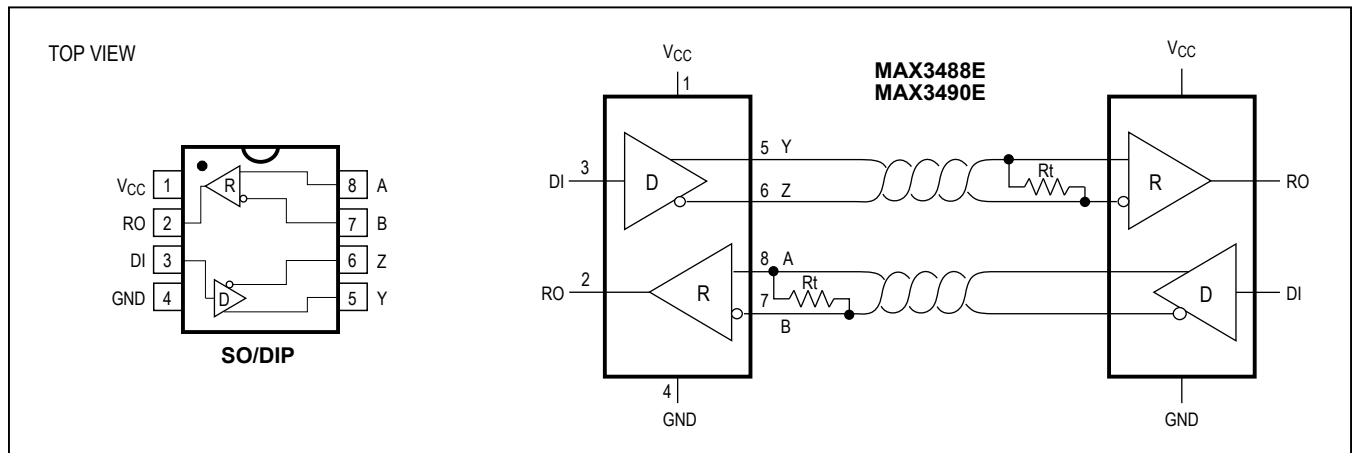 TOP VIEW
VCC 1
RO 2
DI 3
GND 4
8 A
7 B
6 Z
5 Y
R
D
SO/DIP
MAX3488E
MAX3490E
VCC
1
DI 3
D
5 Y
6 Z
Rt
RO 2
R
8 A
7
B
Rt
4
GND
VCC
R
RO
D
DI
GND